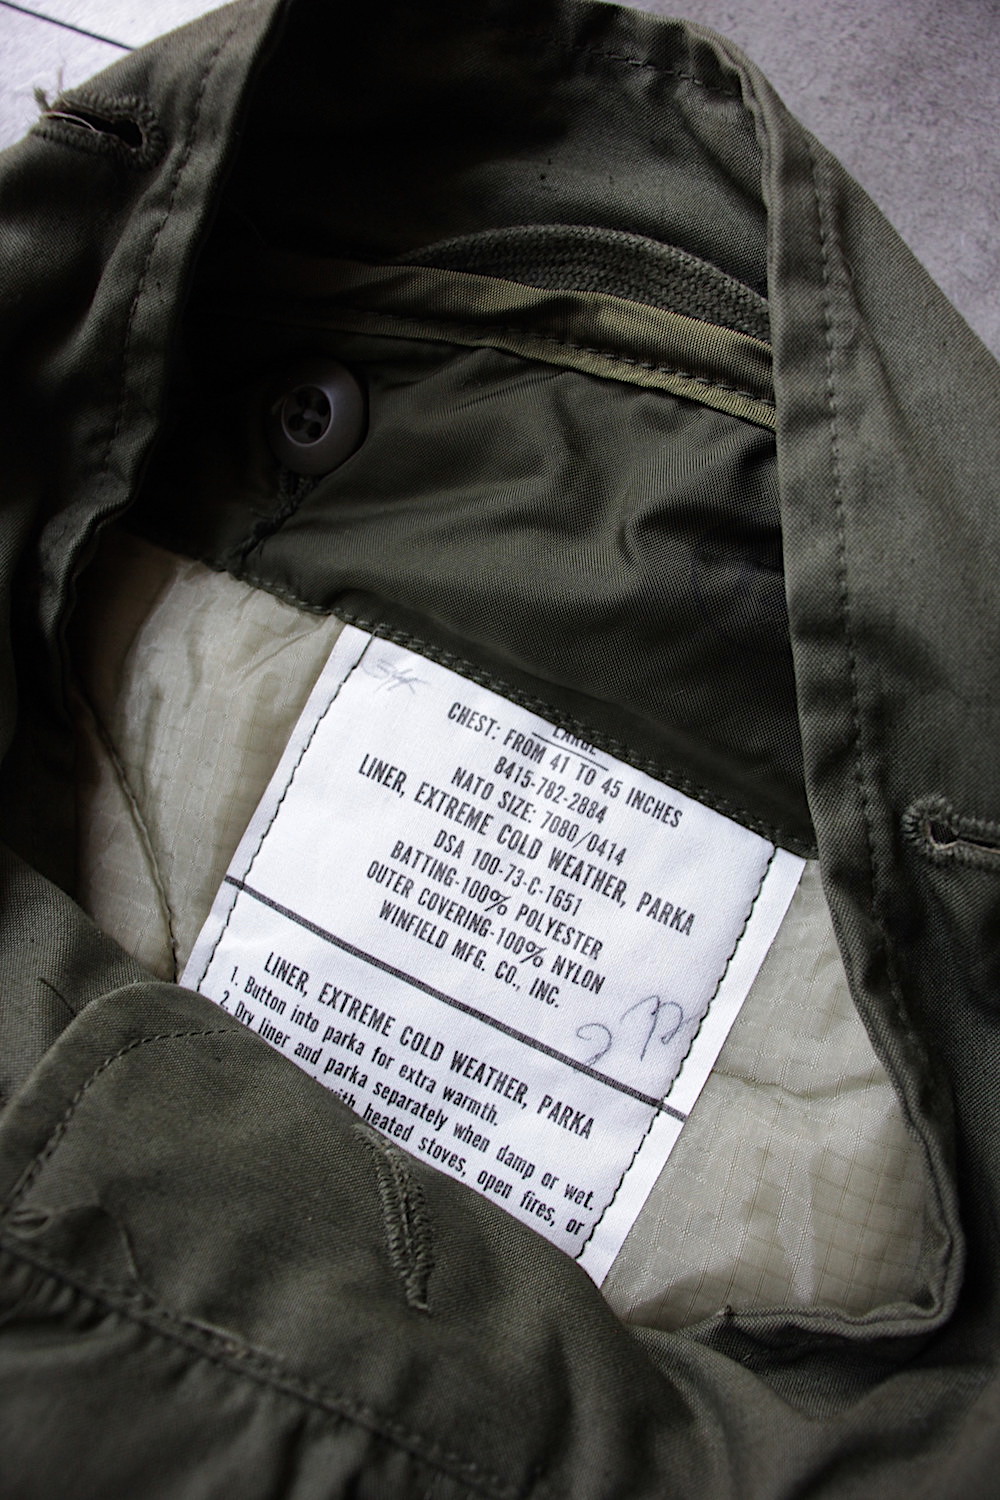 LARGE
CHEST: FROM 41 TO 45 INCHES
8415-782-2884
NATO SIZE: 7080/0414
LINER, EXTREME COLD WEATHER, PARKA
DSA 100-73-C-1651
BATTING-100% POLYESTER
OUTER COVERING-100% NYLON
WINFIELD MFG. CO., INC.
LINER, EXTREME COLD WEATHER, PARKA
1. Button into parka for extra warmth.
2. Dry liner and parka separately when damp or wet.
with heated stoves, open fires, or